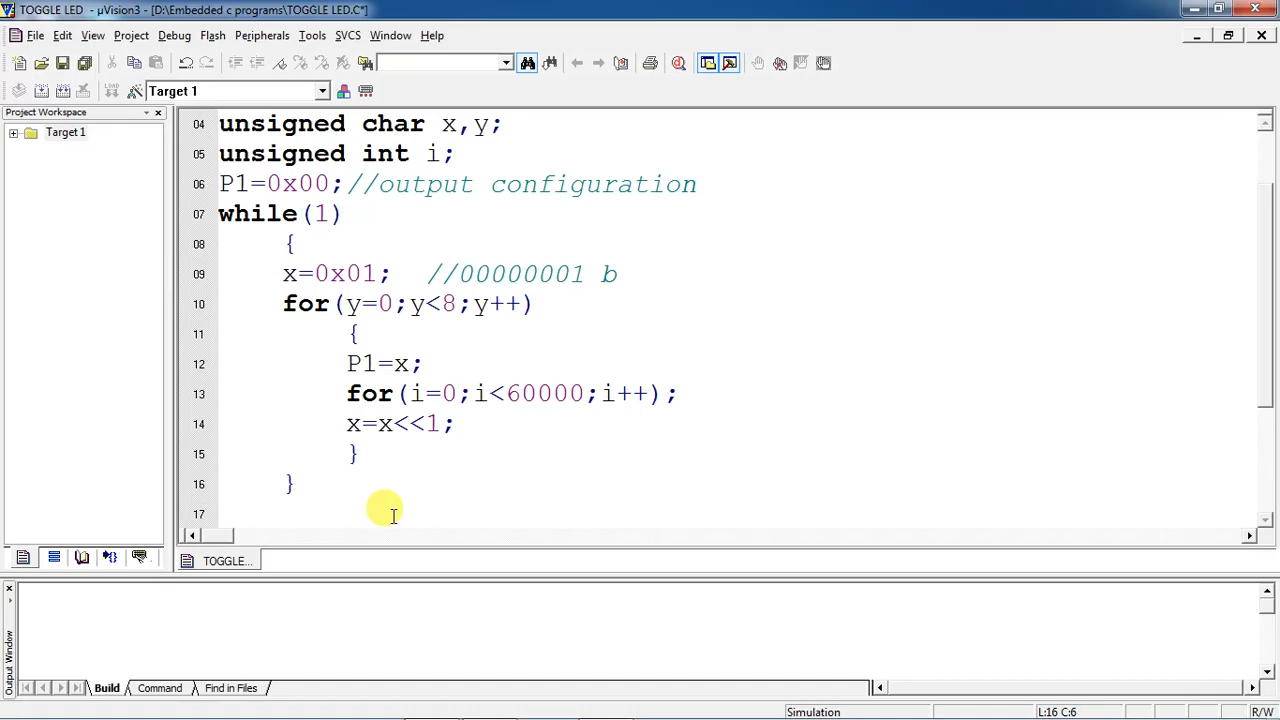 TOGGLE LED - µVision3 - [D:\Embedded c programs\TOGGLE LED.C*]
File Edit View Project Debug Flash Peripherals Tools SVCS Window Help
Target 1
Project Workspace
Target 1
04 unsigned char x,y;
05 unsigned int i;
06 P1=0x00;//output configuration
07 while(1)
08 {
09 x=0x01; //00000001 b
10 for(y=0;y<8;y++)
11 {
12 P1=x;
13 for(i=0;i<60000;i++);
14 x=x<<1;
15 }
16 }
17
TOGGLE...
Output Window
Build Command Find in Files
Simulation L:16 C:6 R/W